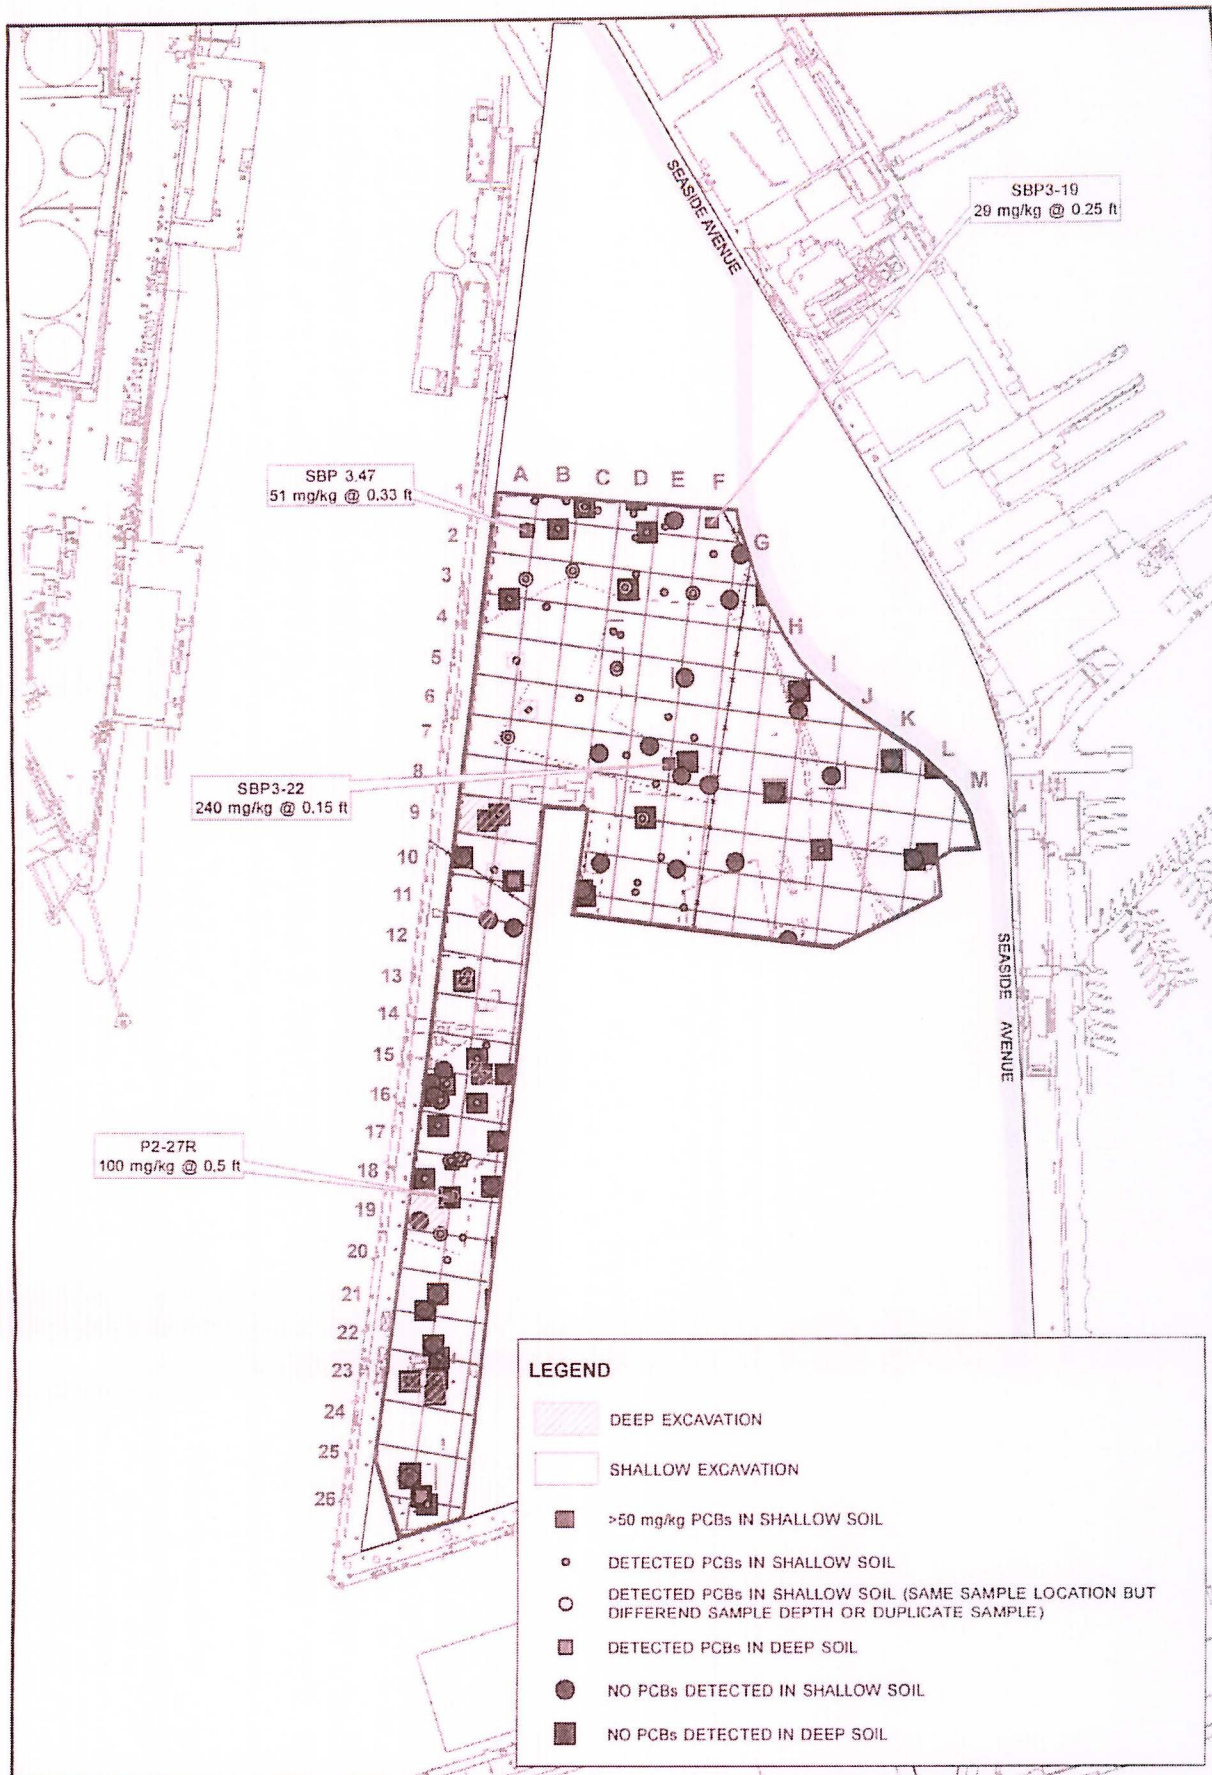 SEASIDE AVENUE
SBP3-19
29 mg/kg @ 0.25 ft
SBP 3.47
51 mg/kg @ 0.33 ft
A B C D E F
G
H
I
J
K
L
M
1
2
3
4
5
6
7
8
9
10
11
12
13
14
15
16
17
18
19
20
21
22
23
24
25
26
SBP3-22
240 mg/kg @ 0.15 ft
SEASIDE AVENUE
P2-27R
100 mg/kg @ 0.5 ft
LEGEND
DEEP EXCAVATION
SHALLOW EXCAVATION
>50 mg/kg PCBs IN SHALLOW SOIL
DETECTED PCBs IN SHALLOW SOIL
DETECTED PCBs IN SHALLOW SOIL (SAME SAMPLE LOCATION BUT
DIFFEREND SAMPLE DEPTH OR DUPLICATE SAMPLE)
DETECTED PCBs IN DEEP SOIL
NO PCBs DETECTED IN SHALLOW SOIL
NO PCBs DETECTED IN DEEP SOIL